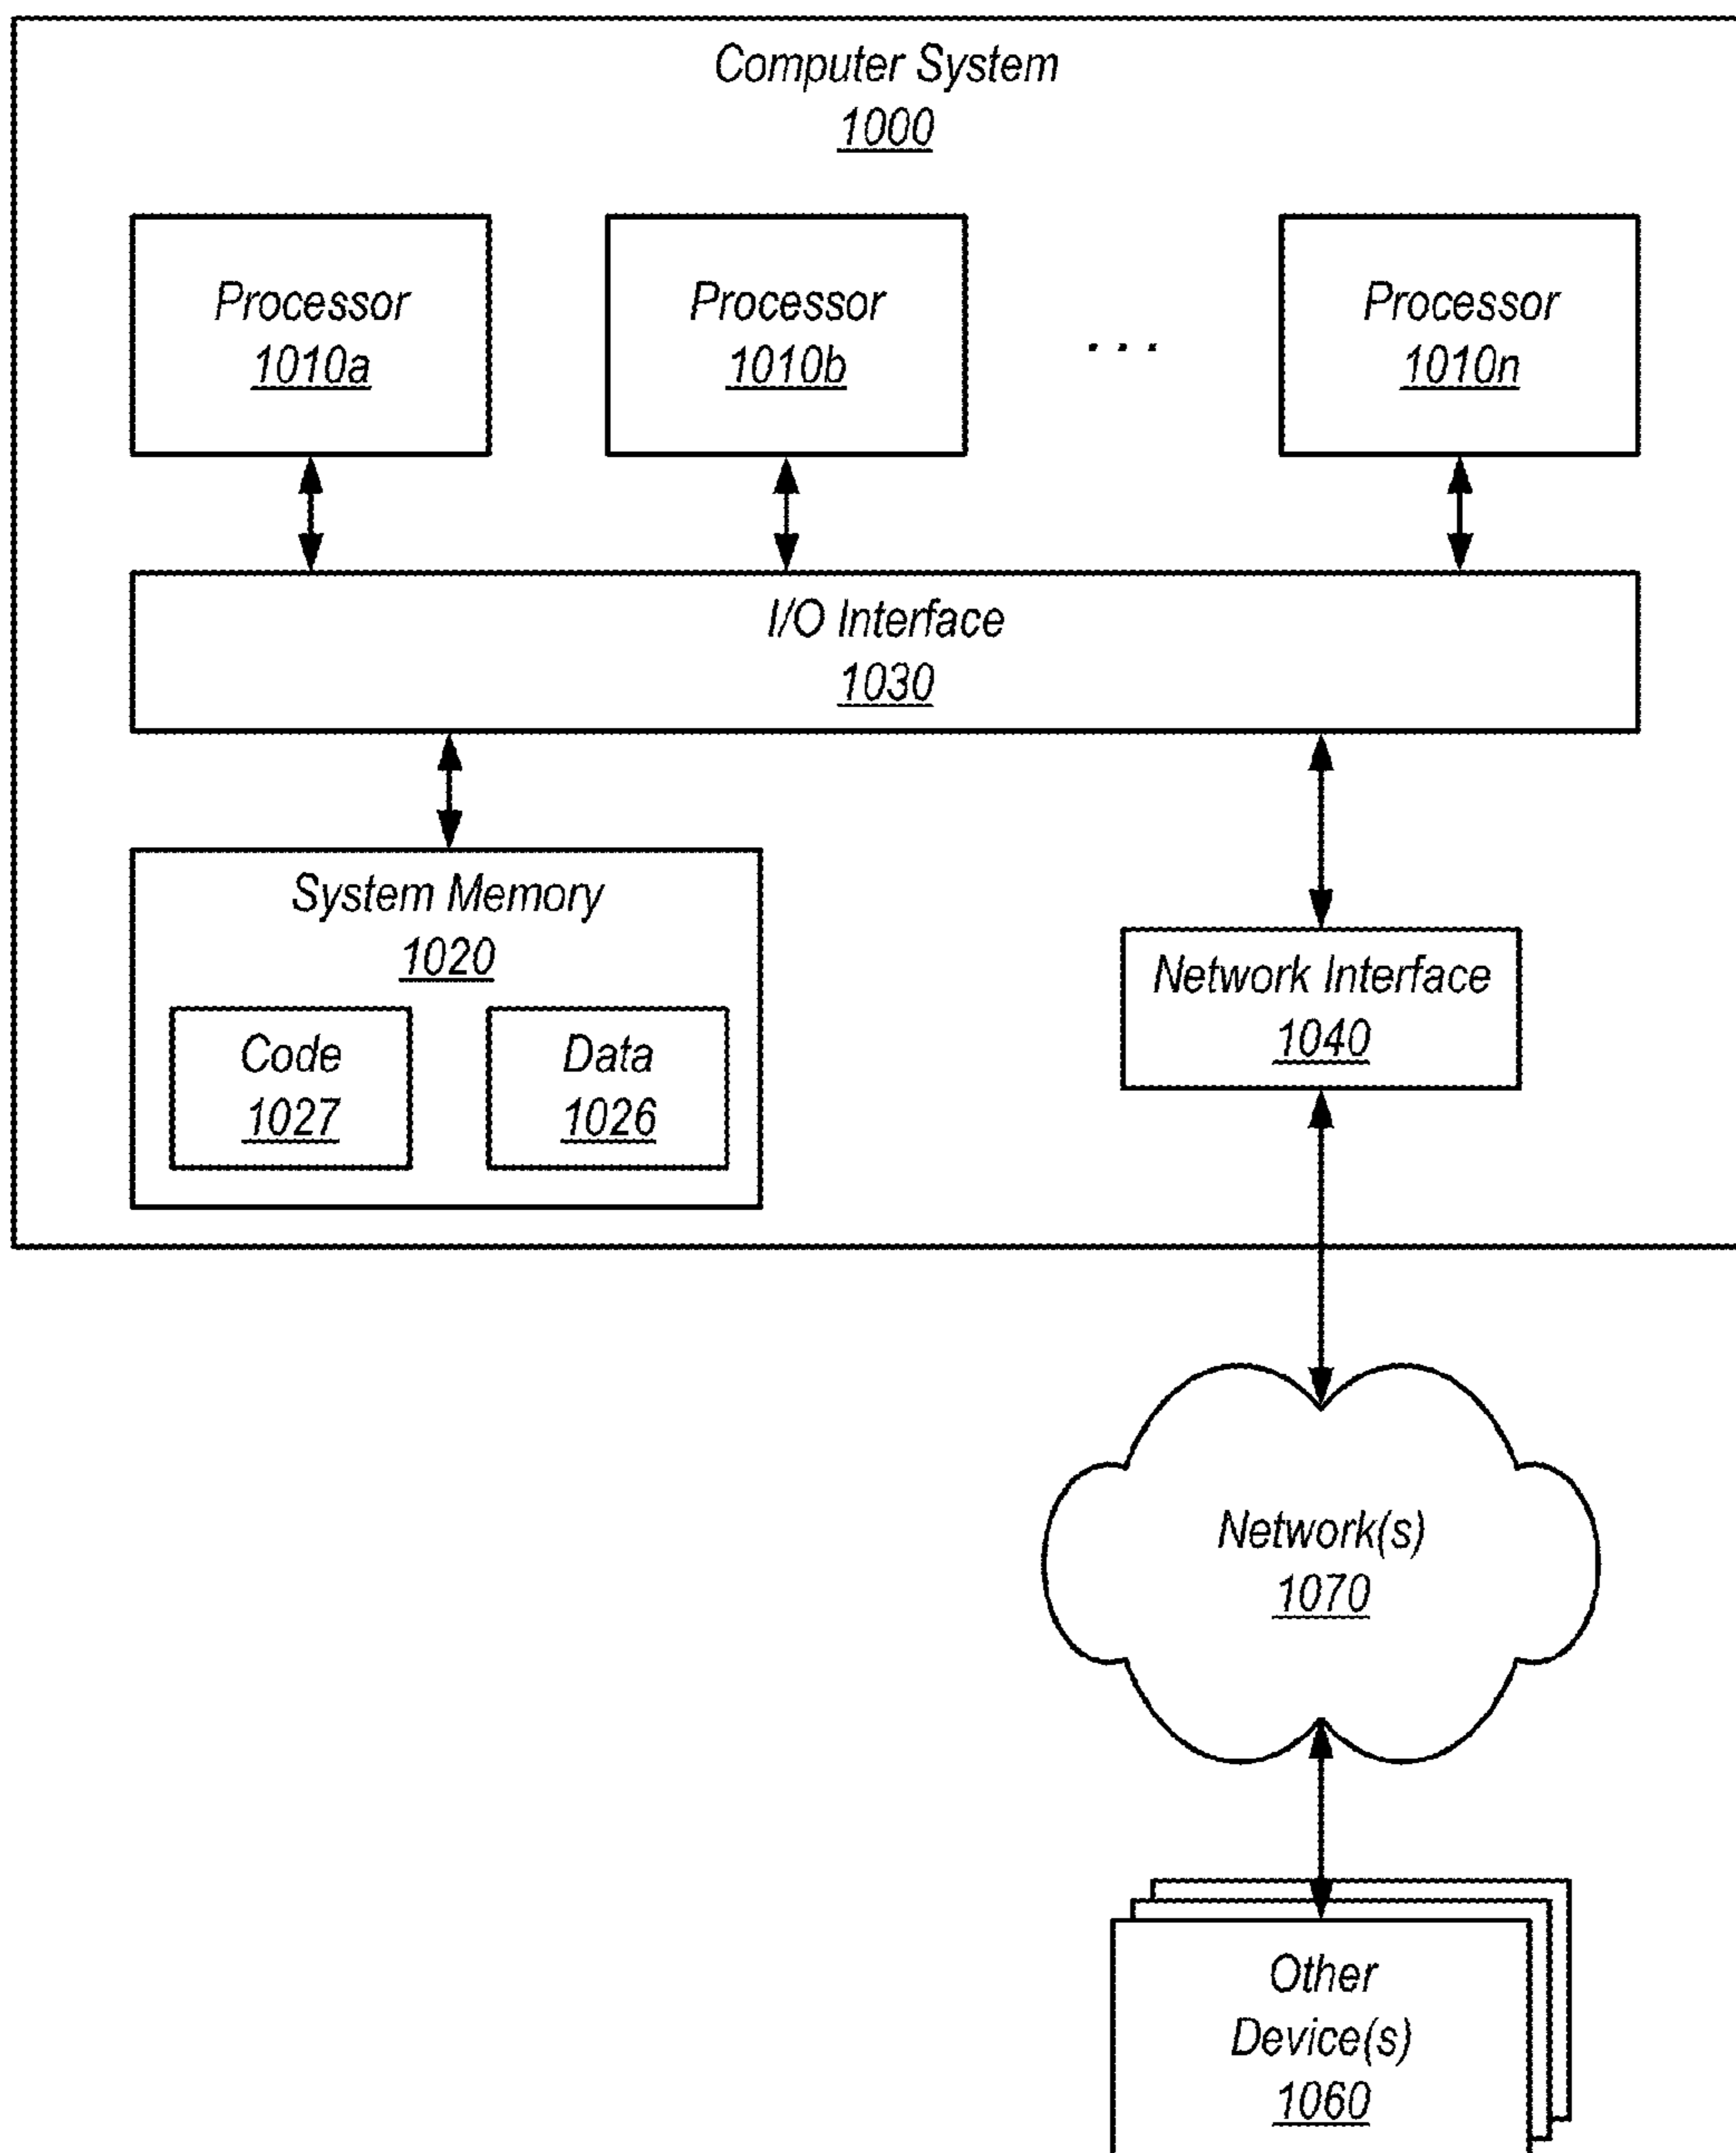 Computer System
1000
Processor
1010a
Processor
1010b
. . .
Processor
1010n
I/O Interface
1030
System Memory
1020
Code
1027
Data
1026
Network Interface
1040
Network(s)
1070
Other
Device(s)
1060